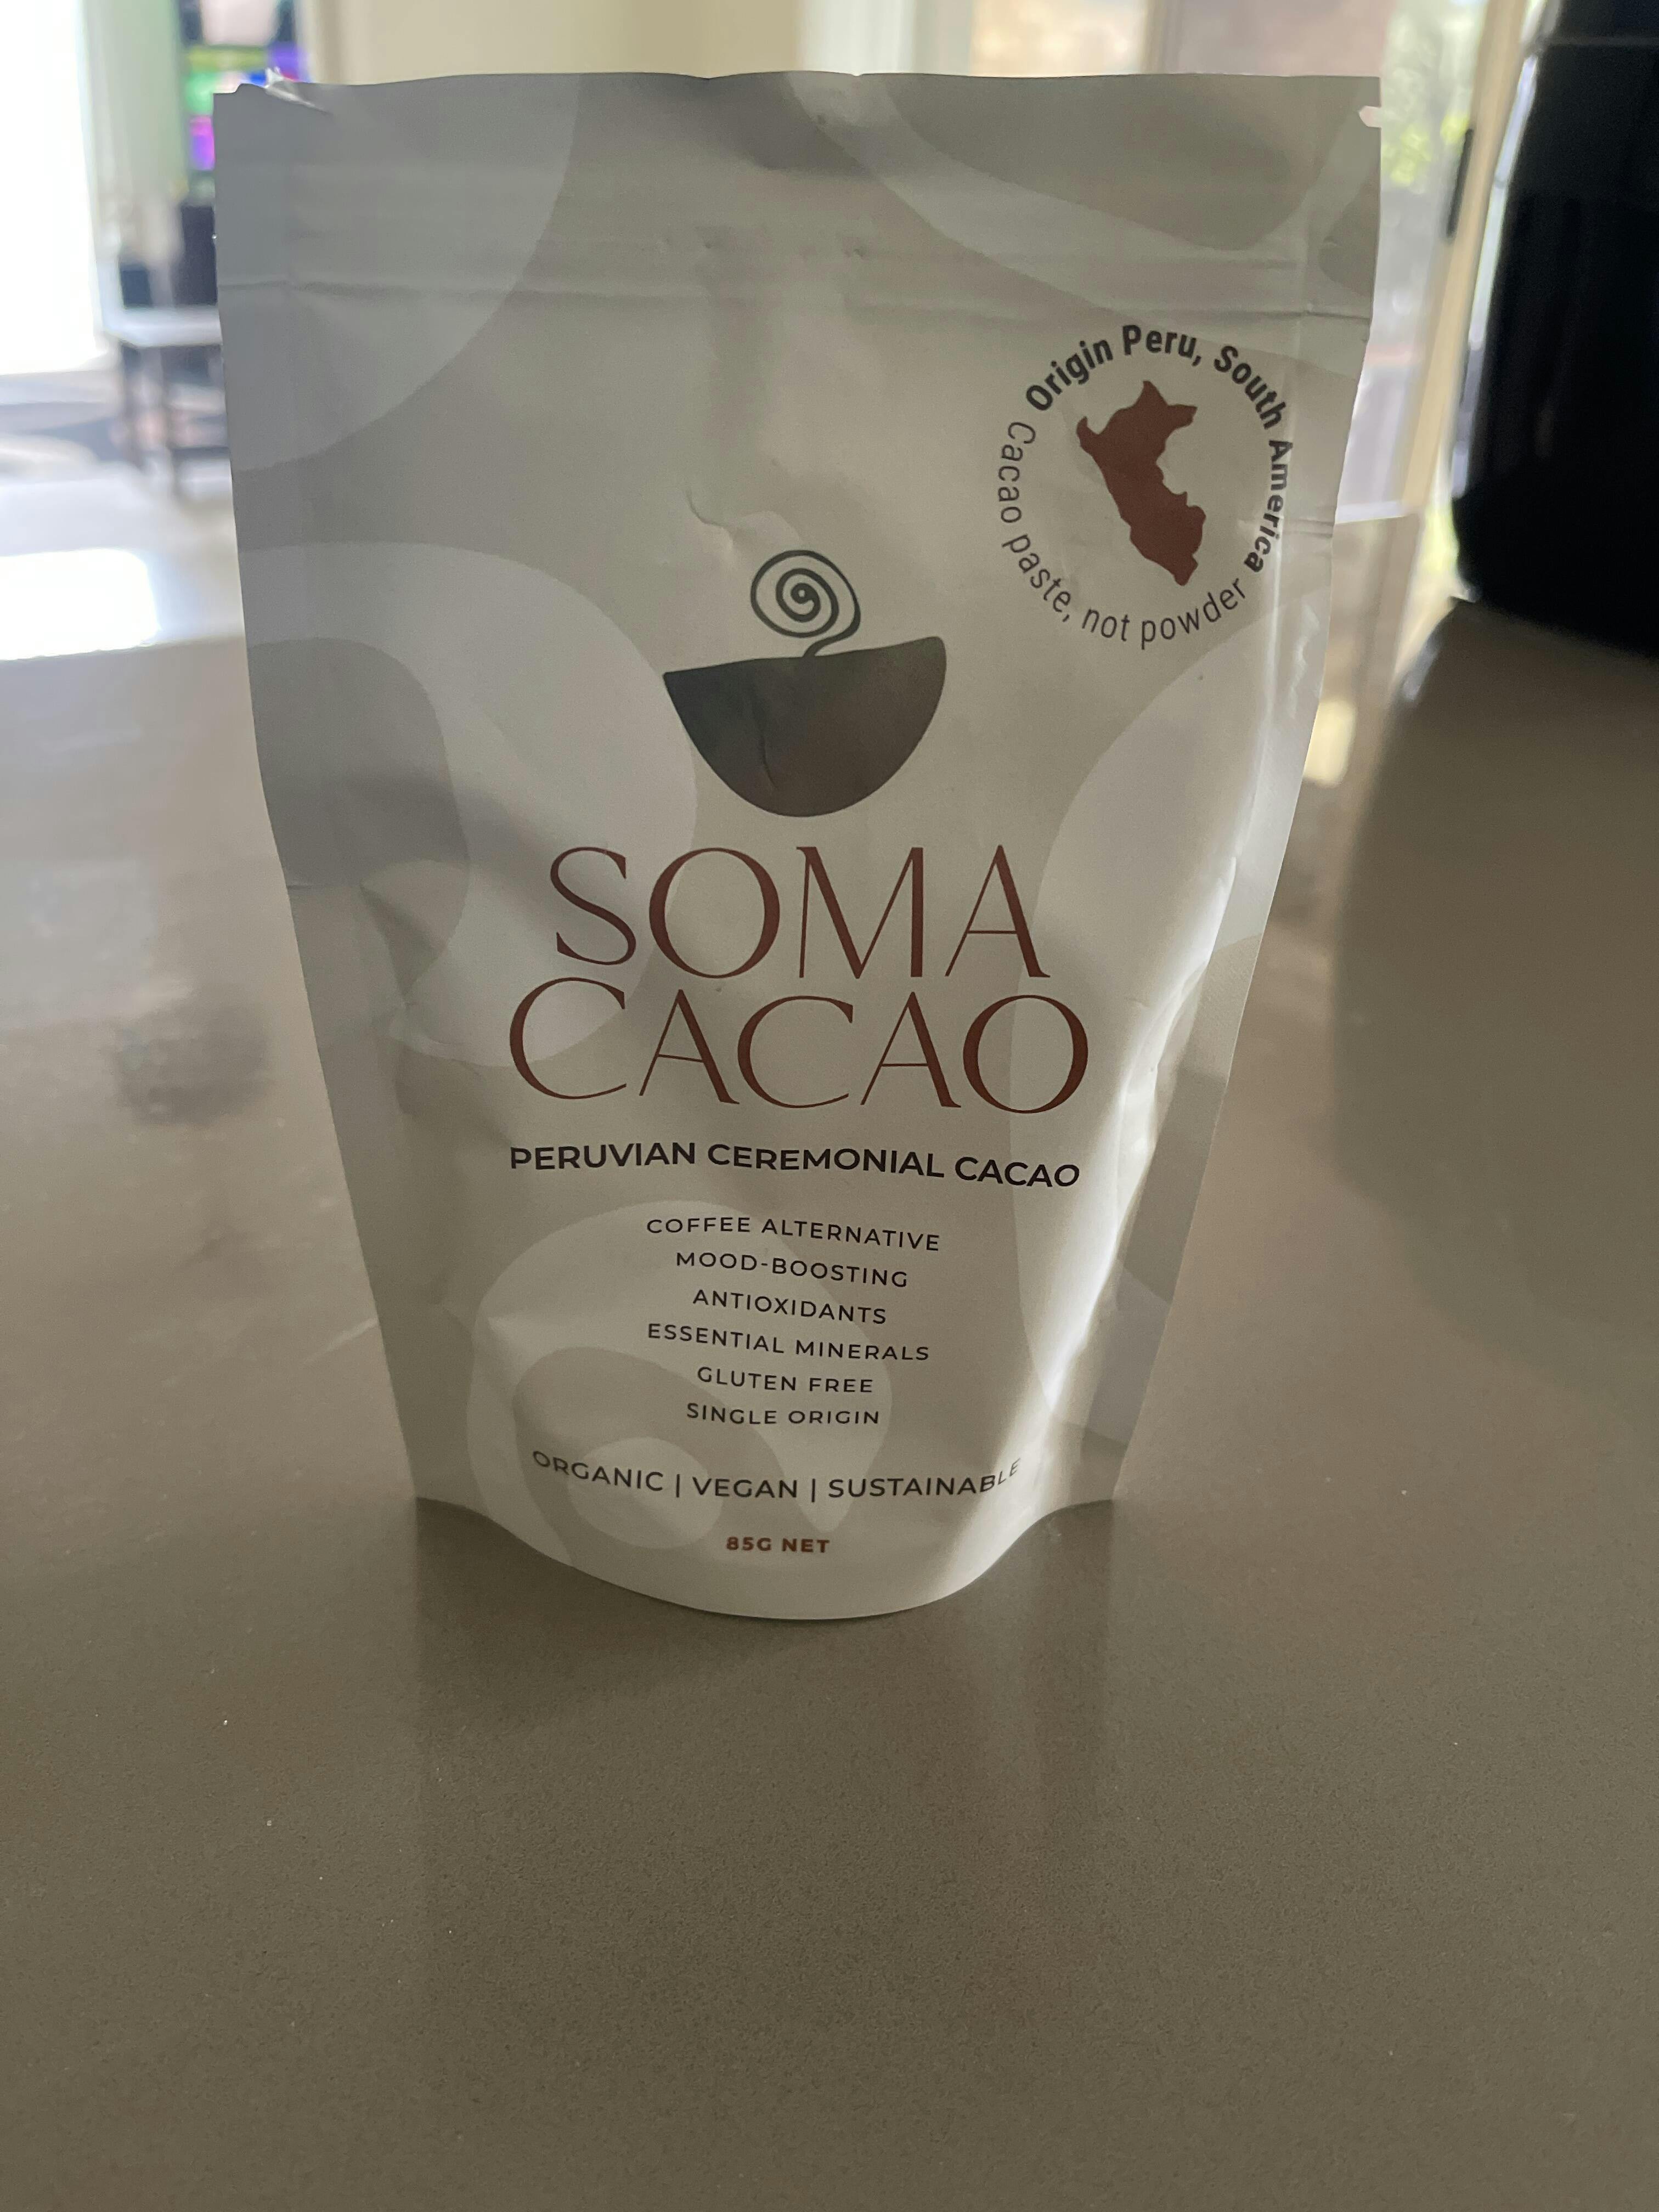 Origin Peru, South America
Cacao paste, not powder
SOMA
CACAO
PERUVIAN CEREMONIAL CACAO
COFFEE ALTERNATIVE
MOOD-BOOSTING
ANTIOXIDANTS
ESSENTIAL MINERALS
GLUTEN FREE
SINGLE ORIGIN
ORGANIC | VEGAN | SUSTAINABLE
85G NET